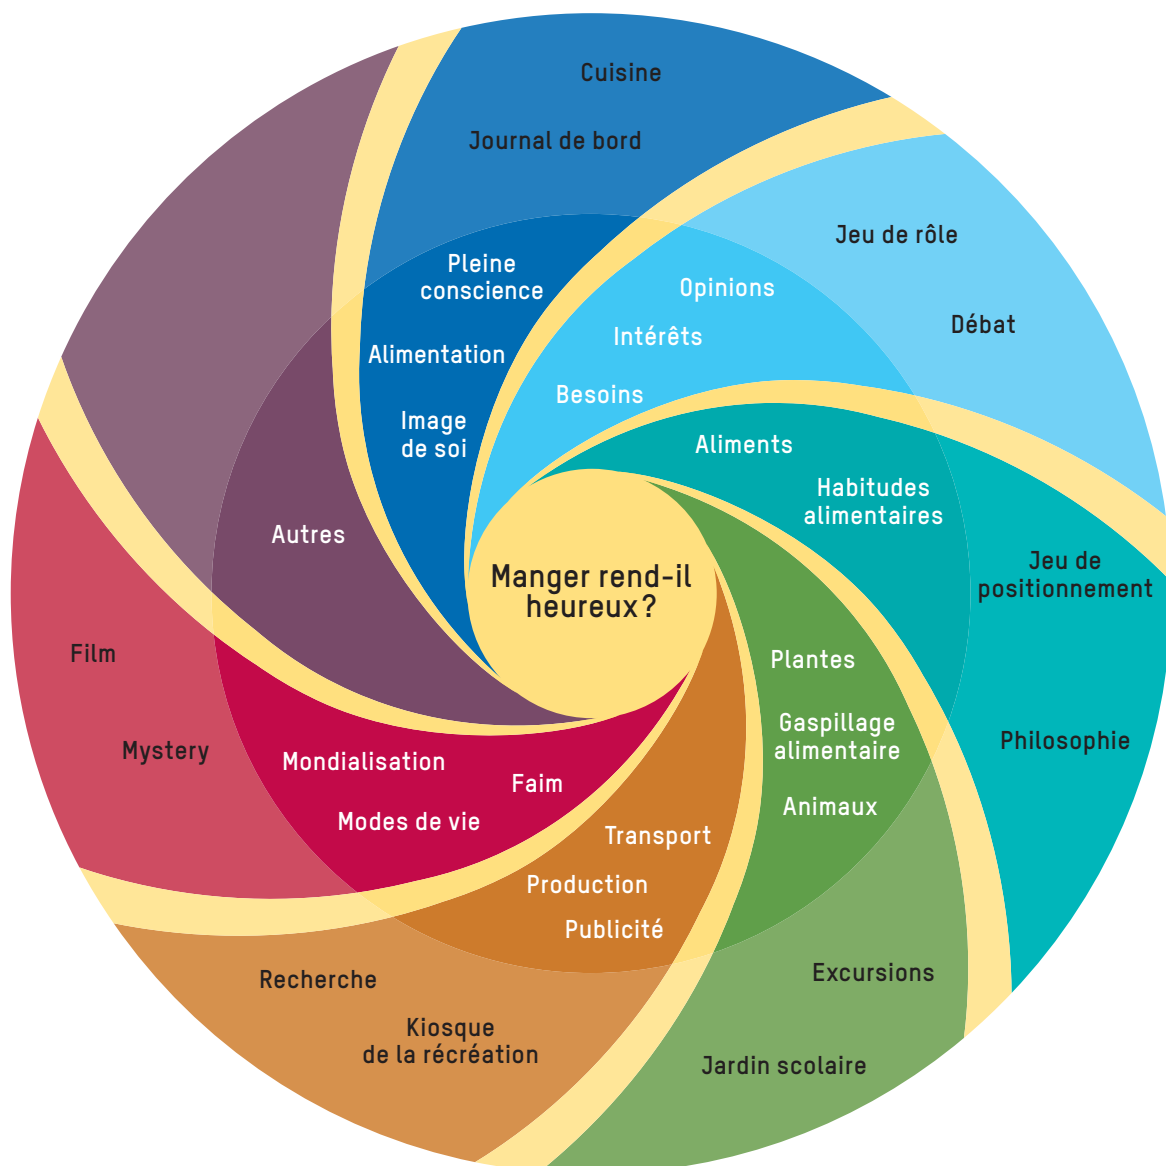 Cuisine
Journal de bord
Pleine
conscience
Alimentation
Image
de soi
Jeu de rôle
Débat
Opinions
Intérêts
Besoins
Aliments
Habitudes
alimentaires
Jeu de
positionnement
Philosophie
Plantes
Gaspillage
alimentaire
Animaux
Excursions
Jardin scolaire
Transport
Production
Publicité
Recherche
Kiosque
de la récréation
Mondialisation
Faim
Modes de vie
Film
Mystery
Autres
Manger rend-il
heureux ?